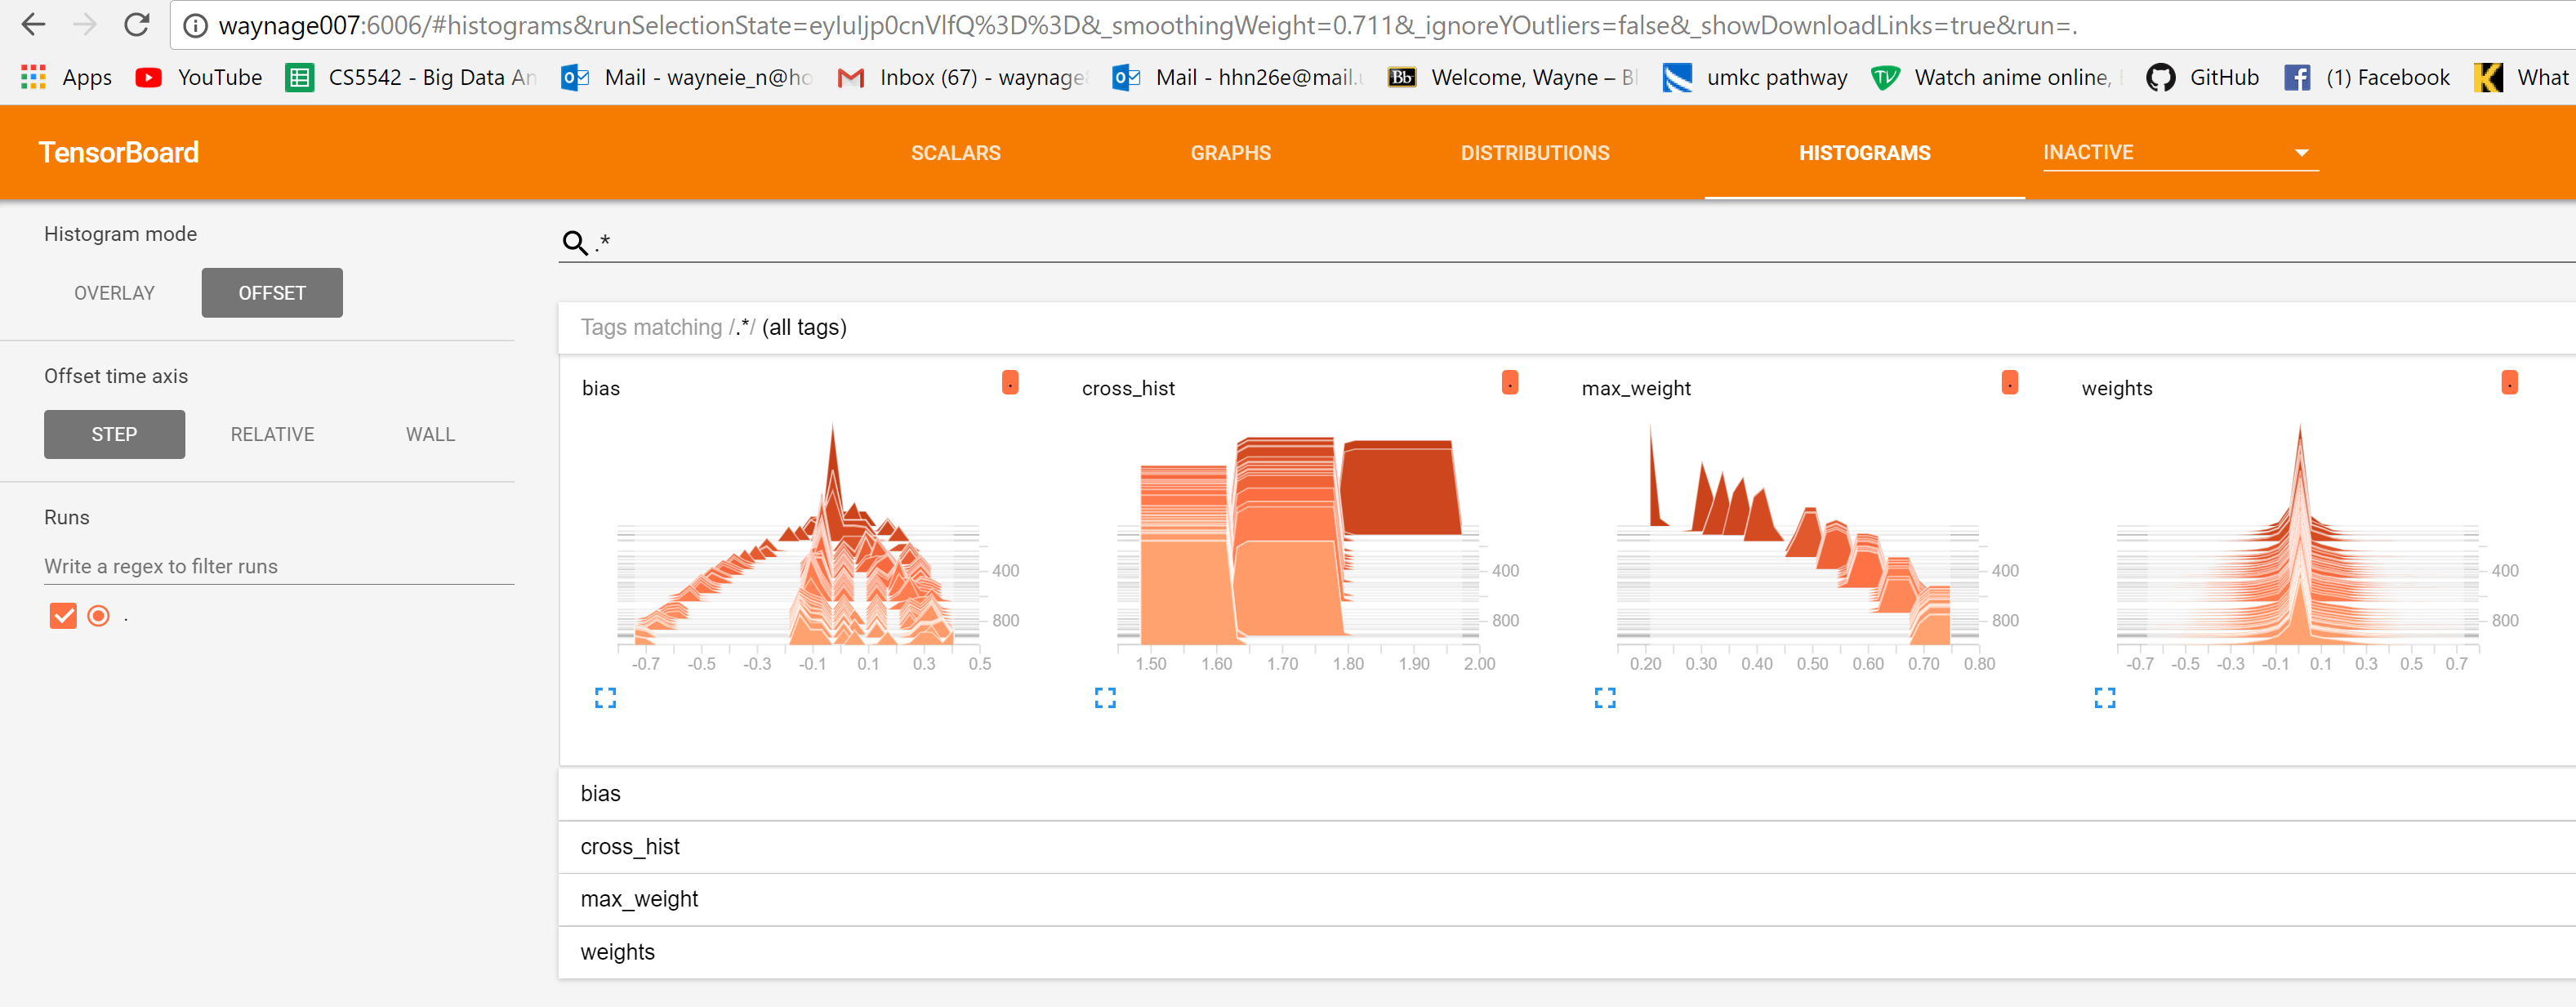 waynage007:6006/#histograms&runSelectionState=eyIuIjp0cnVlfQ%3D%3D&_smoothingWeight=0.711&_ignoreYOutliers=false&_showDownloadLinks=true&run=.
Apps YouTube CS5542 - Big Data An Mail - wayneie_n@ho Inbox (67) - waynage Mail - hhn26e@mail. Bb Welcome, Wayne – Bl umkc pathway Watch anime online, GitHub (1) Facebook What
TensorBoard SCALARS GRAPHS DISTRIBUTIONS HISTOGRAMS INACTIVE
Histogram mode
.*
OVERLAY OFFSET
Tags matching /.*/ (all tags)
Offset time axis
bias . cross_hist . max_weight . weights .
STEP RELATIVE WALL
Runs
Write a regex to filter runs
.
400 400 400 400
800 800 800 800
-0.7 -0.5 -0.3 -0.1 0.1 0.3 0.5 1.50 1.60 1.70 1.80 1.90 2.00 0.20 0.30 0.40 0.50 0.60 0.70 0.80 -0.7 -0.5 -0.3 -0.1 0.1 0.3 0.5 0.7
bias
cross_hist
max_weight
weights